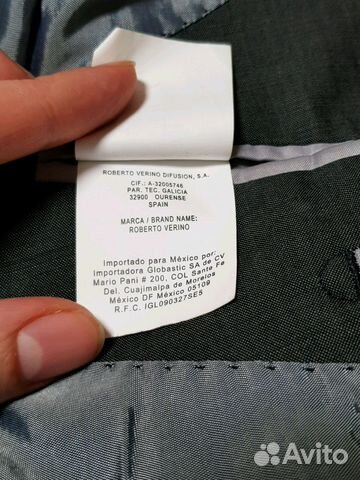 ROBERTO VERINO DIFUSION, S.A.
CIF.: A-32005746
PAR. TEC. GALICIA
32900 OURENSE
SPAIN
MARCA / BRAND NAME:
ROBERTO VERINO
Importado para México por:
Importadora Globastic SA de CV
Mario Pani # 200, COL Santa Fe
Del. Cuajimalpa de Morelos
México DF México 05109
R.F.C. IGL090327SE5
Avito